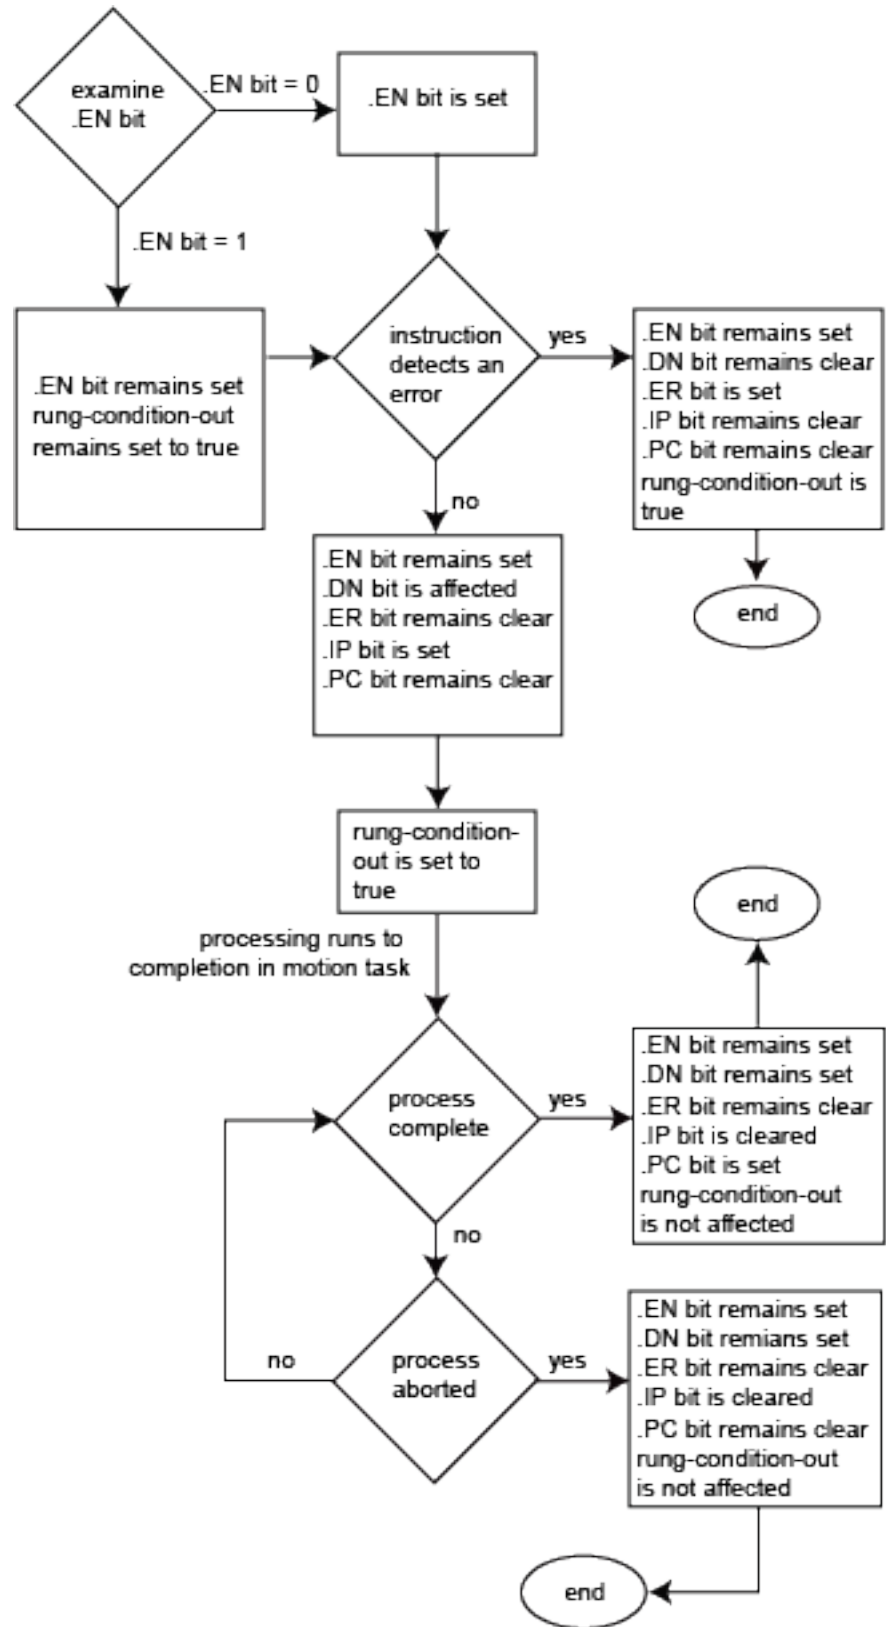 examine
.EN bit
.EN bit = 0
.EN bit is set
.EN bit = 1
.EN bit remains set
rung-condition-out
remains set to true
instruction
detects an
error
yes
.EN bit remains set
.DN bit remains clear
.ER bit is set
.IP bit remains clear
.PC bit remains clear
rung-condition-out is
true
end
no
.EN bit remains set
.DN bit is affected
.ER bit remains clear
.IP bit is set
.PC bit remains clear
rung-condition-
out is set to
true
processing runs to
completion in motion task
process
complete
yes
end
.EN bit remains set
.DN bit remains set
.ER bit remains clear
.IP bit is cleared
.PC bit is set
rung-condition-out
is not affected
no
process
aborted
no
yes
.EN bit remains set
.DN bit remians set
.ER bit remains clear
.IP bit is cleared
.PC bit remains clear
rung-condition-out
is not affected
end